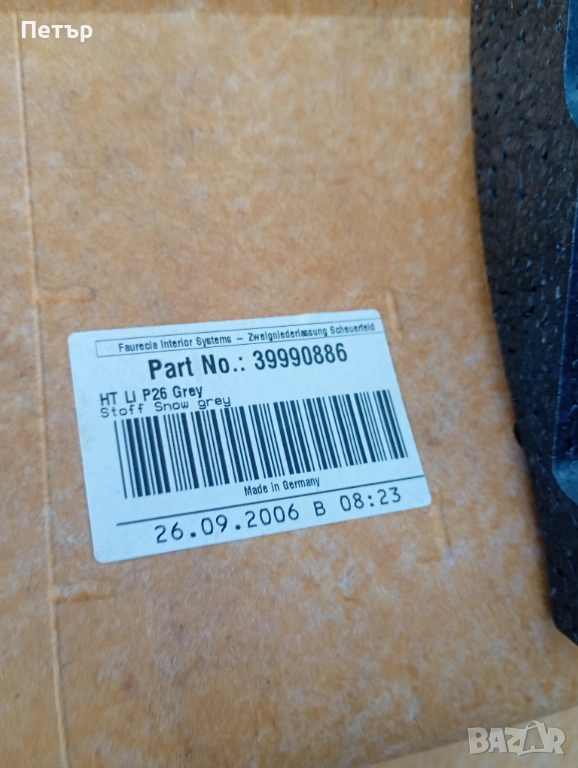 Петър
Faurecia Interior Systems – Zweigniederlassung Scheuerfeld
Part No.: 39990886
HT Li P26 Grey
Stoff Snow grey
Made in Germany
26.09.2006 B 08:23
BAZAR